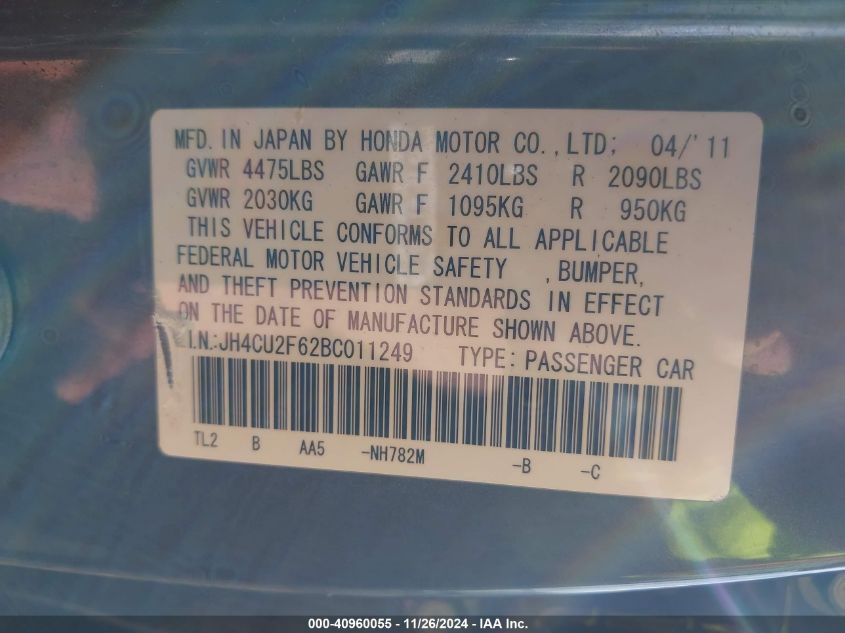 MFD. IN JAPAN BY HONDA MOTOR CO.,LTD; 04/'11
GVWR 4475LBS GAWR F 2410LBS R 2090LBS
GVWR 2030KG GAWR F 1095KG R 950KG
THIS VEHICLE CONFORMS TO ALL APPLICABLE
FEDERAL MOTOR VEHICLE SAFETY , BUMPER,
AND THEFT PREVENTION STANDARDS IN EFFECT
ON THE DATE OF MANUFACTURE SHOWN ABOVE.
.I.N.:JH4CU2F62BC011249 TYPE: PASSENGER CAR
TL2 B AA5 -NH782M -B -C
000-40960055 - 11/26/2024 - IAA Inc.